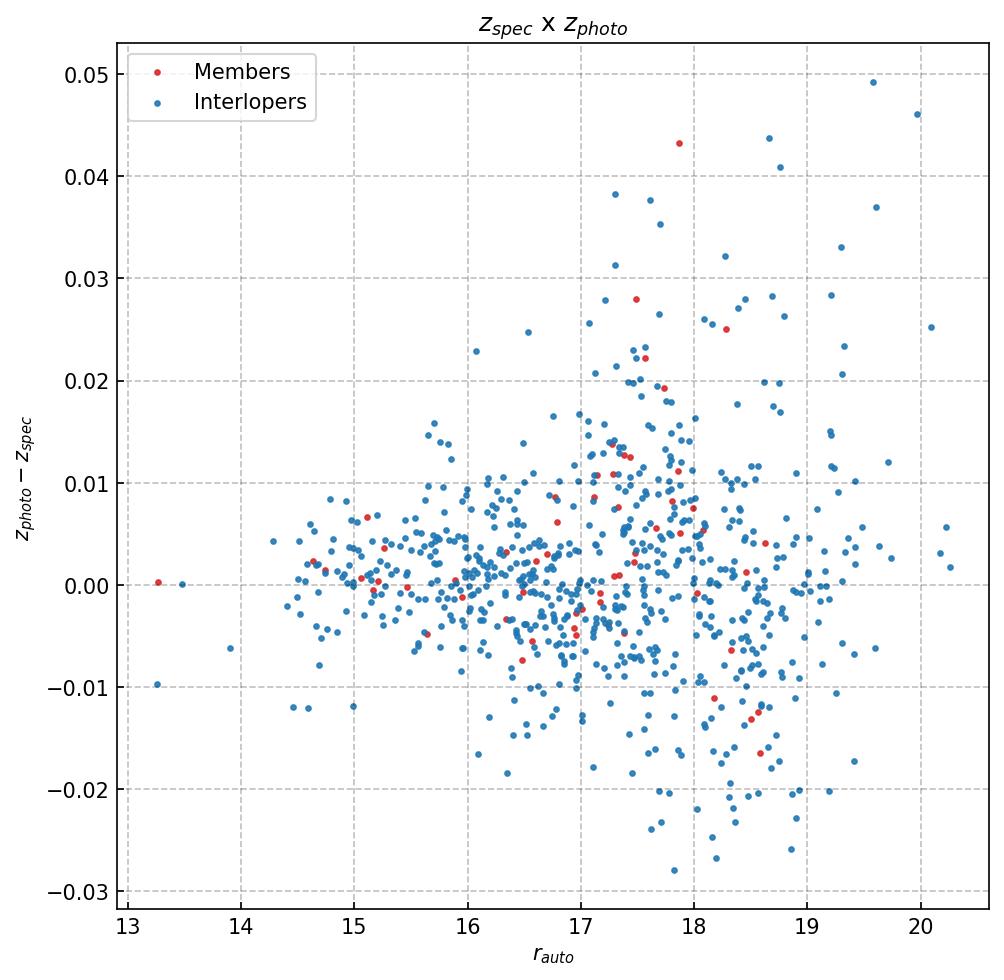 z_spec x z_photo
Members
Interlopers
0.05
0.04
0.03
0.02
0.01
0.00
−0.01
−0.02
−0.03
z_photo − z_spec
13 14 15 16 17 18 19 20
r_auto